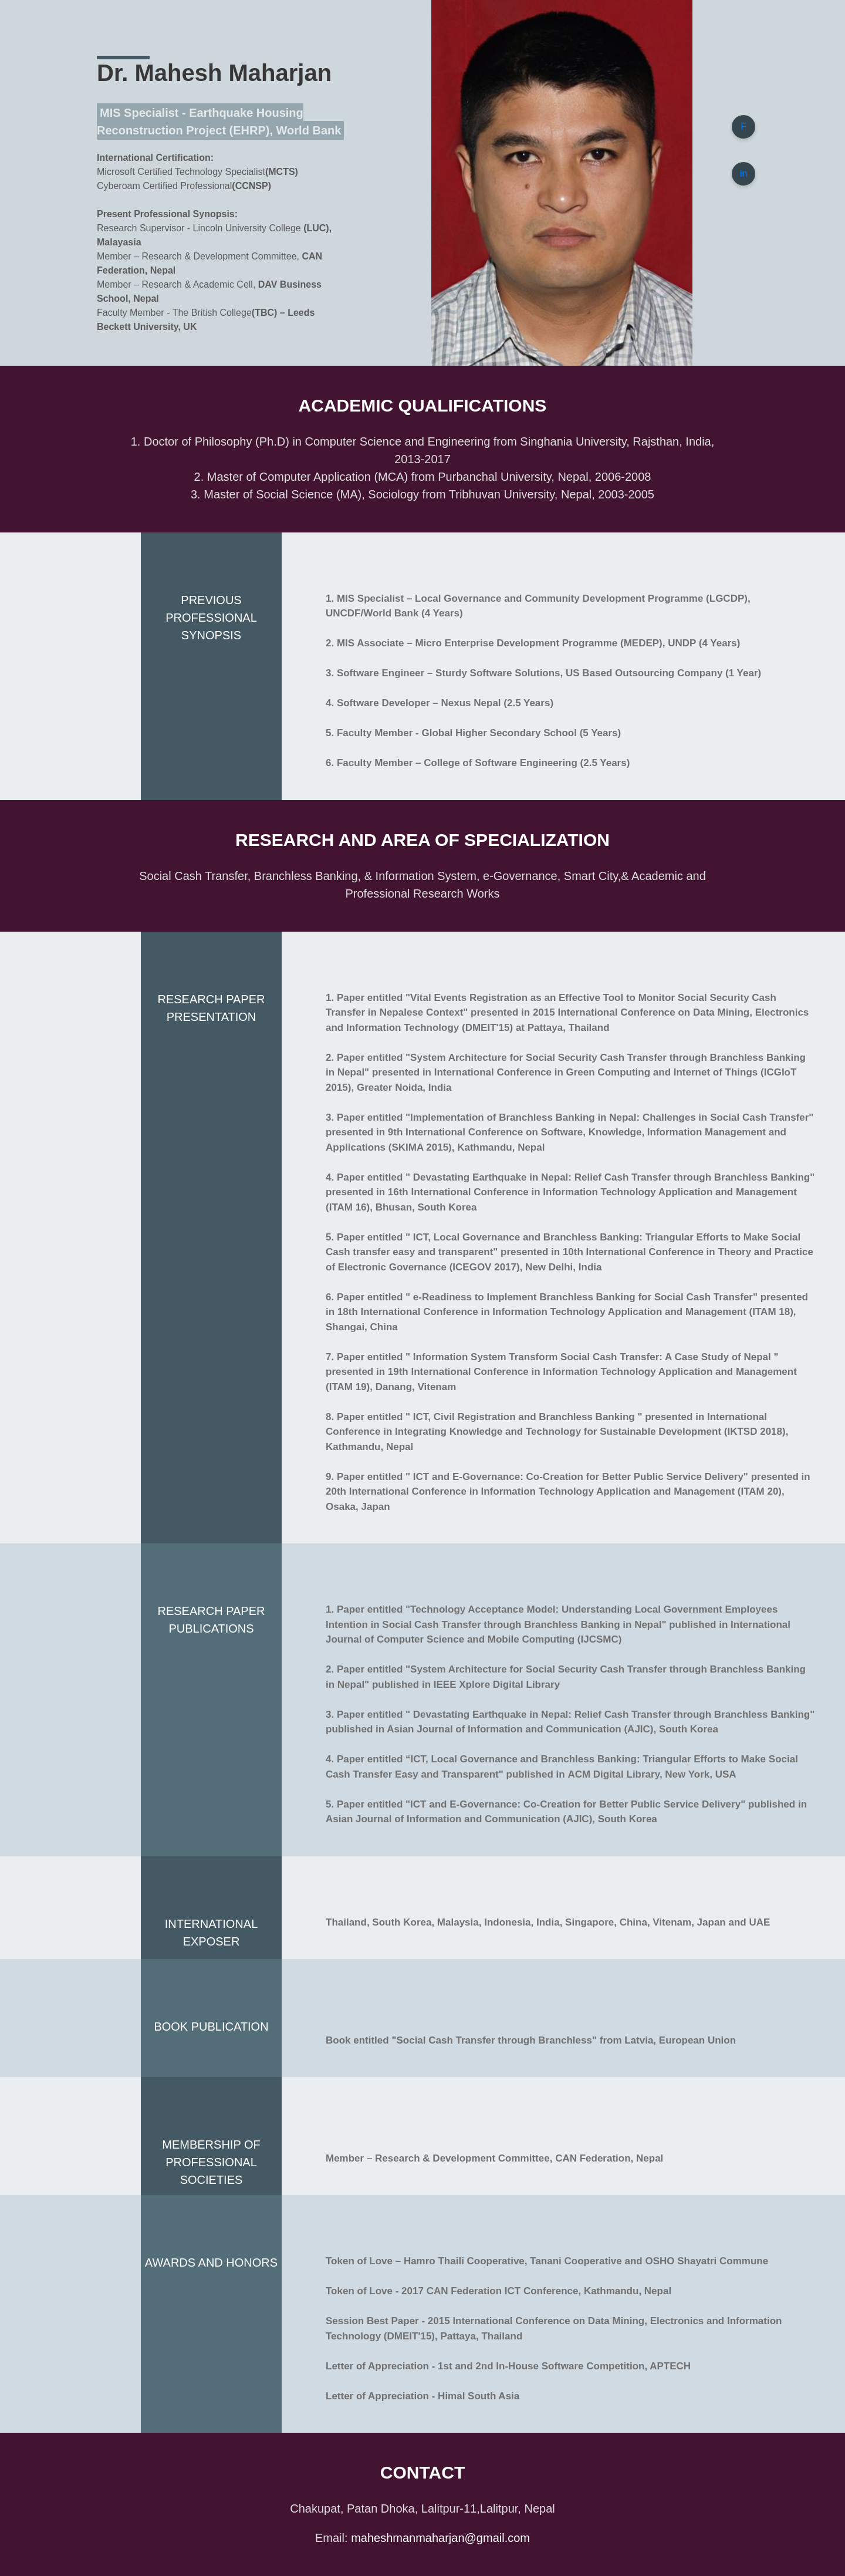 Dr. Mahesh Maharjan
MIS Specialist - Earthquake Housing
Reconstruction Project (EHRP), World Bank
International Certification:
Microsoft Certified Technology Specialist(MCTS)
Cyberoam Certified Professional(CCNSP)
Present Professional Synopsis:
Research Supervisor - Lincoln University College (LUC),
Malayasia
Member – Research & Development Committee, CAN
Federation, Nepal
Member – Research & Academic Cell, DAV Business
School, Nepal
Faculty Member - The British College(TBC) – Leeds
Beckett University, UK
F
in
ACADEMIC QUALIFICATIONS
1. Doctor of Philosophy (Ph.D) in Computer Science and Engineering from Singhania University, Rajsthan, India,
2013-2017
2. Master of Computer Application (MCA) from Purbanchal University, Nepal, 2006-2008
3. Master of Social Science (MA), Sociology from Tribhuvan University, Nepal, 2003-2005
PREVIOUS
PROFESSIONAL
SYNOPSIS
1. MIS Specialist – Local Governance and Community Development Programme (LGCDP),
UNCDF/World Bank (4 Years)
2. MIS Associate – Micro Enterprise Development Programme (MEDEP), UNDP (4 Years)
3. Software Engineer – Sturdy Software Solutions, US Based Outsourcing Company (1 Year)
4. Software Developer – Nexus Nepal (2.5 Years)
5. Faculty Member - Global Higher Secondary School (5 Years)
6. Faculty Member – College of Software Engineering (2.5 Years)
RESEARCH AND AREA OF SPECIALIZATION
Social Cash Transfer, Branchless Banking, & Information System, e-Governance, Smart City,& Academic and
Professional Research Works
RESEARCH PAPER
PRESENTATION
1. Paper entitled "Vital Events Registration as an Effective Tool to Monitor Social Security Cash
Transfer in Nepalese Context" presented in 2015 International Conference on Data Mining, Electronics
and Information Technology (DMEIT'15) at Pattaya, Thailand
2. Paper entitled "System Architecture for Social Security Cash Transfer through Branchless Banking
in Nepal" presented in International Conference in Green Computing and Internet of Things (ICGIoT
2015), Greater Noida, India
3. Paper entitled "Implementation of Branchless Banking in Nepal: Challenges in Social Cash Transfer"
presented in 9th International Conference on Software, Knowledge, Information Management and
Applications (SKIMA 2015), Kathmandu, Nepal
4. Paper entitled " Devastating Earthquake in Nepal: Relief Cash Transfer through Branchless Banking"
presented in 16th International Conference in Information Technology Application and Management
(ITAM 16), Bhusan, South Korea
5. Paper entitled " ICT, Local Governance and Branchless Banking: Triangular Efforts to Make Social
Cash transfer easy and transparent" presented in 10th International Conference in Theory and Practice
of Electronic Governance (ICEGOV 2017), New Delhi, India
6. Paper entitled " e-Readiness to Implement Branchless Banking for Social Cash Transfer" presented
in 18th International Conference in Information Technology Application and Management (ITAM 18),
Shangai, China
7. Paper entitled " Information System Transform Social Cash Transfer: A Case Study of Nepal "
presented in 19th International Conference in Information Technology Application and Management
(ITAM 19), Danang, Vitenam
8. Paper entitled " ICT, Civil Registration and Branchless Banking " presented in International
Conference in Integrating Knowledge and Technology for Sustainable Development (IKTSD 2018),
Kathmandu, Nepal
9. Paper entitled " ICT and E-Governance: Co-Creation for Better Public Service Delivery" presented in
20th International Conference in Information Technology Application and Management (ITAM 20),
Osaka, Japan
RESEARCH PAPER
PUBLICATIONS
1. Paper entitled "Technology Acceptance Model: Understanding Local Government Employees
Intention in Social Cash Transfer through Branchless Banking in Nepal" published in International
Journal of Computer Science and Mobile Computing (IJCSMC)
2. Paper entitled "System Architecture for Social Security Cash Transfer through Branchless Banking
in Nepal" published in IEEE Xplore Digital Library
3. Paper entitled " Devastating Earthquake in Nepal: Relief Cash Transfer through Branchless Banking"
published in Asian Journal of Information and Communication (AJIC), South Korea
4. Paper entitled “ICT, Local Governance and Branchless Banking: Triangular Efforts to Make Social
Cash Transfer Easy and Transparent" published in ACM Digital Library, New York, USA
5. Paper entitled "ICT and E-Governance: Co-Creation for Better Public Service Delivery" published in
Asian Journal of Information and Communication (AJIC), South Korea
INTERNATIONAL
EXPOSER
Thailand, South Korea, Malaysia, Indonesia, India, Singapore, China, Vitenam, Japan and UAE
BOOK PUBLICATION
Book entitled "Social Cash Transfer through Branchless" from Latvia, European Union
MEMBERSHIP OF
PROFESSIONAL
SOCIETIES
Member – Research & Development Committee, CAN Federation, Nepal
AWARDS AND HONORS
Token of Love – Hamro Thaili Cooperative, Tanani Cooperative and OSHO Shayatri Commune
Token of Love - 2017 CAN Federation ICT Conference, Kathmandu, Nepal
Session Best Paper - 2015 International Conference on Data Mining, Electronics and Information
Technology (DMEIT'15), Pattaya, Thailand
Letter of Appreciation - 1st and 2nd In-House Software Competition, APTECH
Letter of Appreciation - Himal South Asia
CONTACT
Chakupat, Patan Dhoka, Lalitpur-11,Lalitpur, Nepal
Email: maheshmanmaharjan@gmail.com